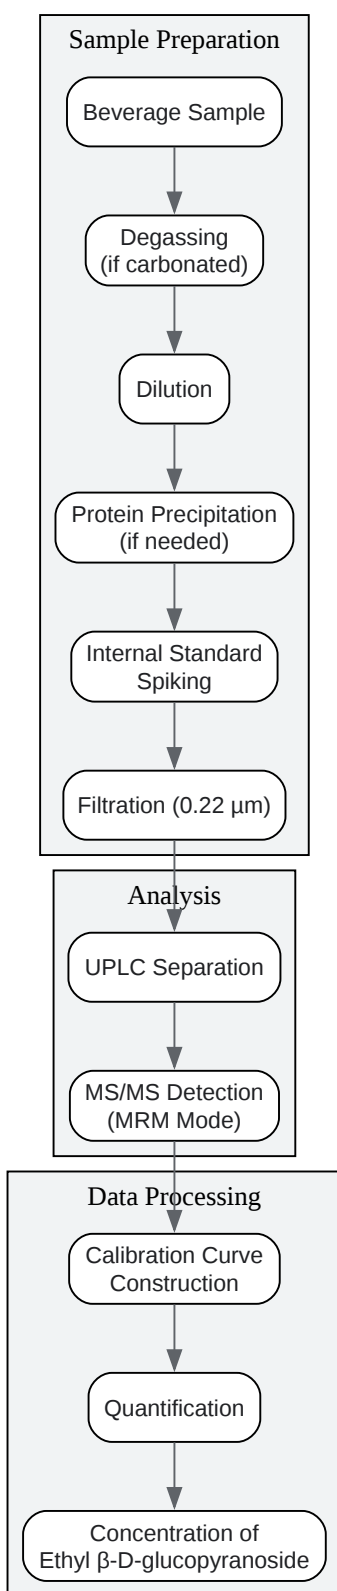 Sample Preparation
Beverage Sample
Degassing
(if carbonated)
Dilution
Protein Precipitation
(if needed)
Internal Standard
Spiking
Filtration (0.22 µm)
Analysis
UPLC Separation
MS/MS Detection
(MRM Mode)
Data Processing
Calibration Curve
Construction
Quantification
Concentration of
Ethyl β-D-glucopyranoside